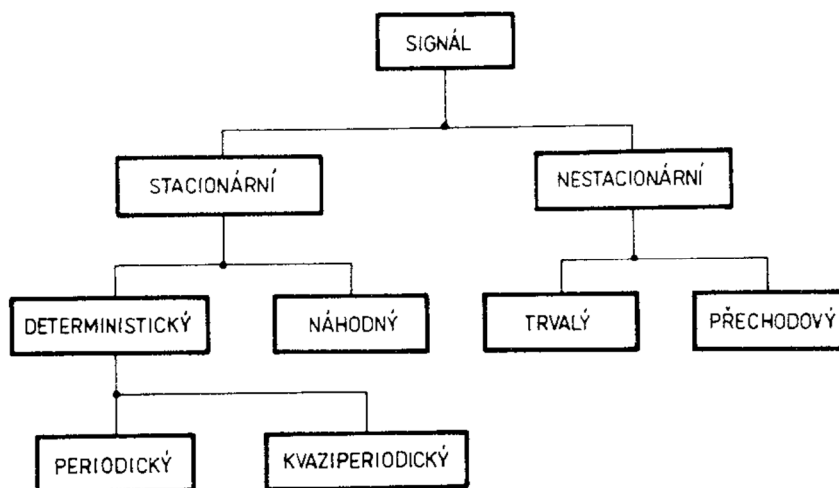 SIGNÁL
STACIONÁRNÍ
NESTACIONÁRNÍ
DETERMINISTICKÝ
NÁHODNÝ
TRVALÝ
PŘECHODOVÝ
PERIODICKÝ
KVAZIPERIODICKÝ